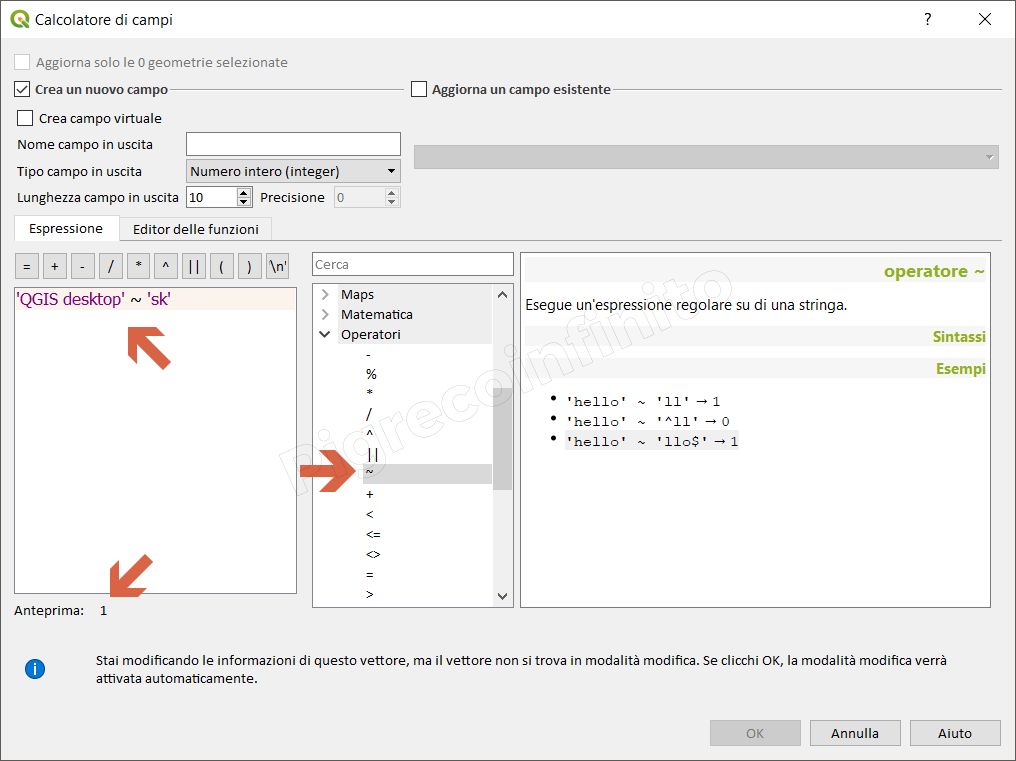 Calcolatore di campi
?
Aggiorna solo le 0 geometrie selezionate
Crea un nuovo campo
Aggiorna un campo esistente
Crea campo virtuale
Nome campo in uscita
Tipo campo in uscita
Numero intero (integer)
Lunghezza campo in uscita
10
Precisione
0
Espressione
Editor delle funzioni
= + - / * ^ || ( ) \n'
'QGIS desktop' ~ 'sk'
Anteprima: 1
Cerca
Maps
Matematica
Operatori
-
%
*
/
^
||
~
+
<
<=
<>
=
>
operatore ~
Esegue un'espressione regolare su di una stringa.
Sintassi
Esempi
• 'hello' ~ 'll' → 1
• 'hello' ~ '^ll' → 0
• 'hello' ~ 'llo$' → 1
Pigrecoinfinito
Stai modificando le informazioni di questo vettore, ma il vettore non si trova in modalità modifica. Se clicchi OK, la modalità modifica verrà
attivata automaticamente.
OK
Annulla
Aiuto